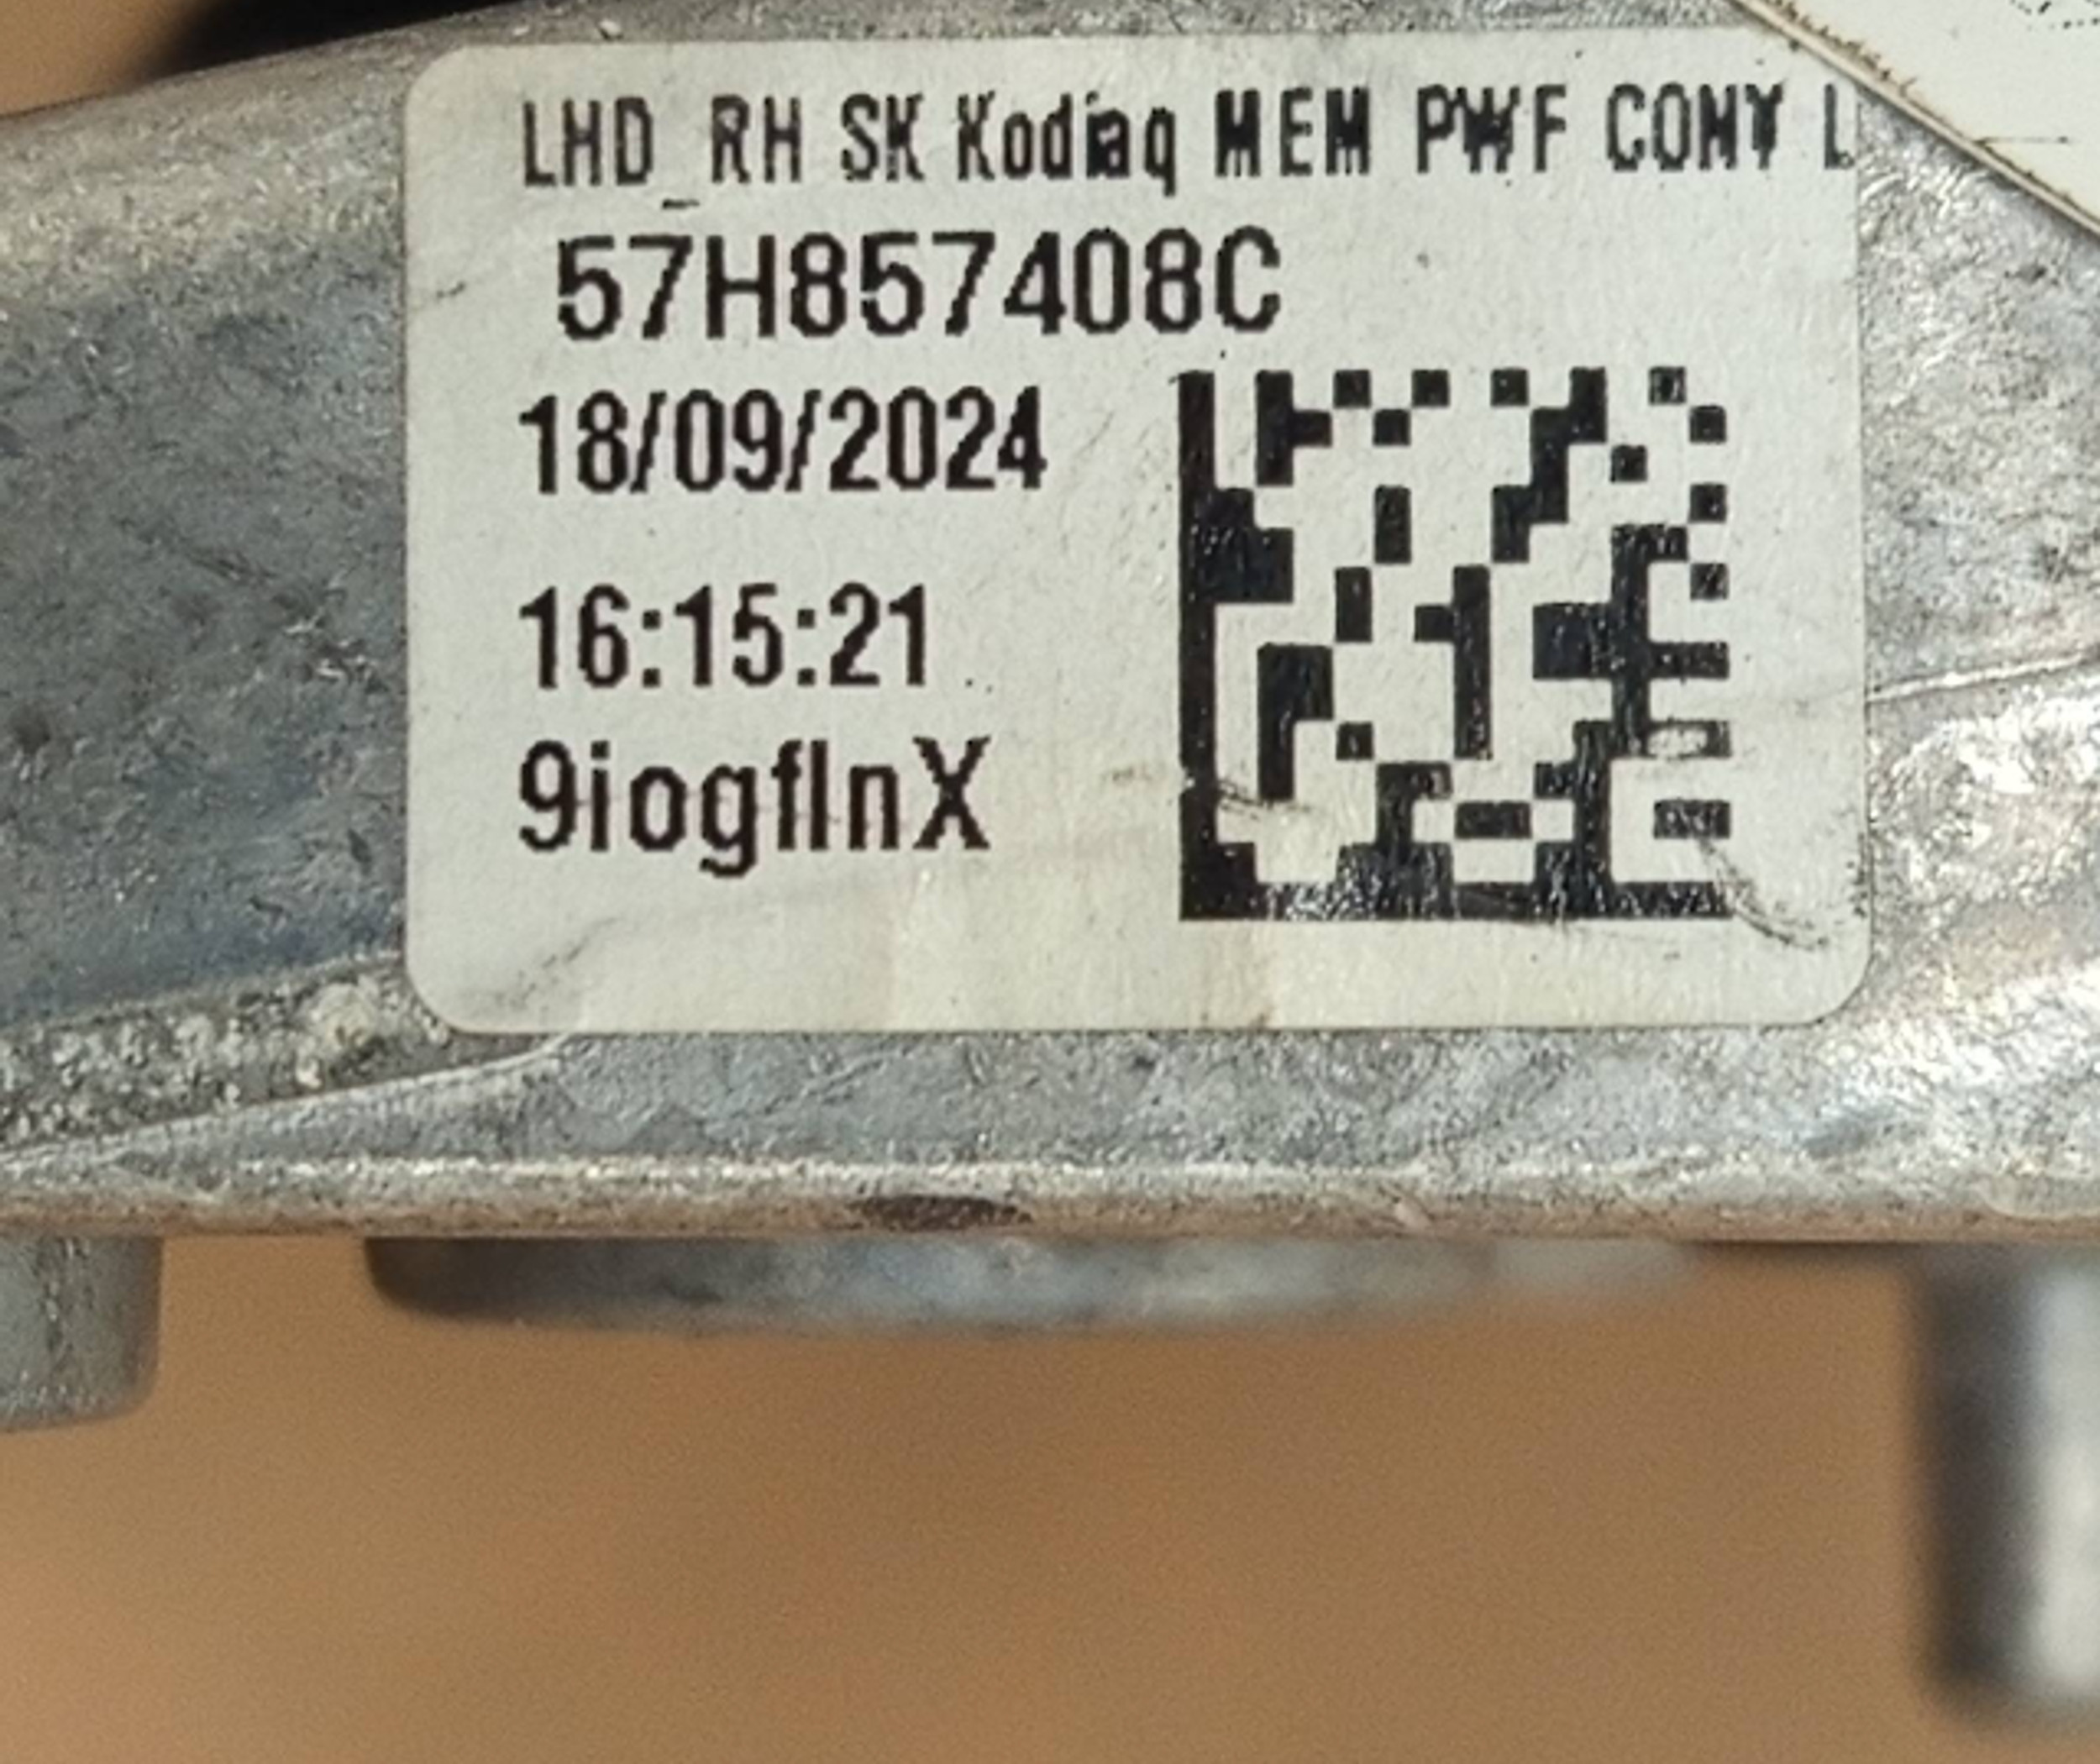 LHD_RH SK Kodiaq MEM PWF CONV L
57H857408C
18/09/2024
16:15:21
9iogflnX